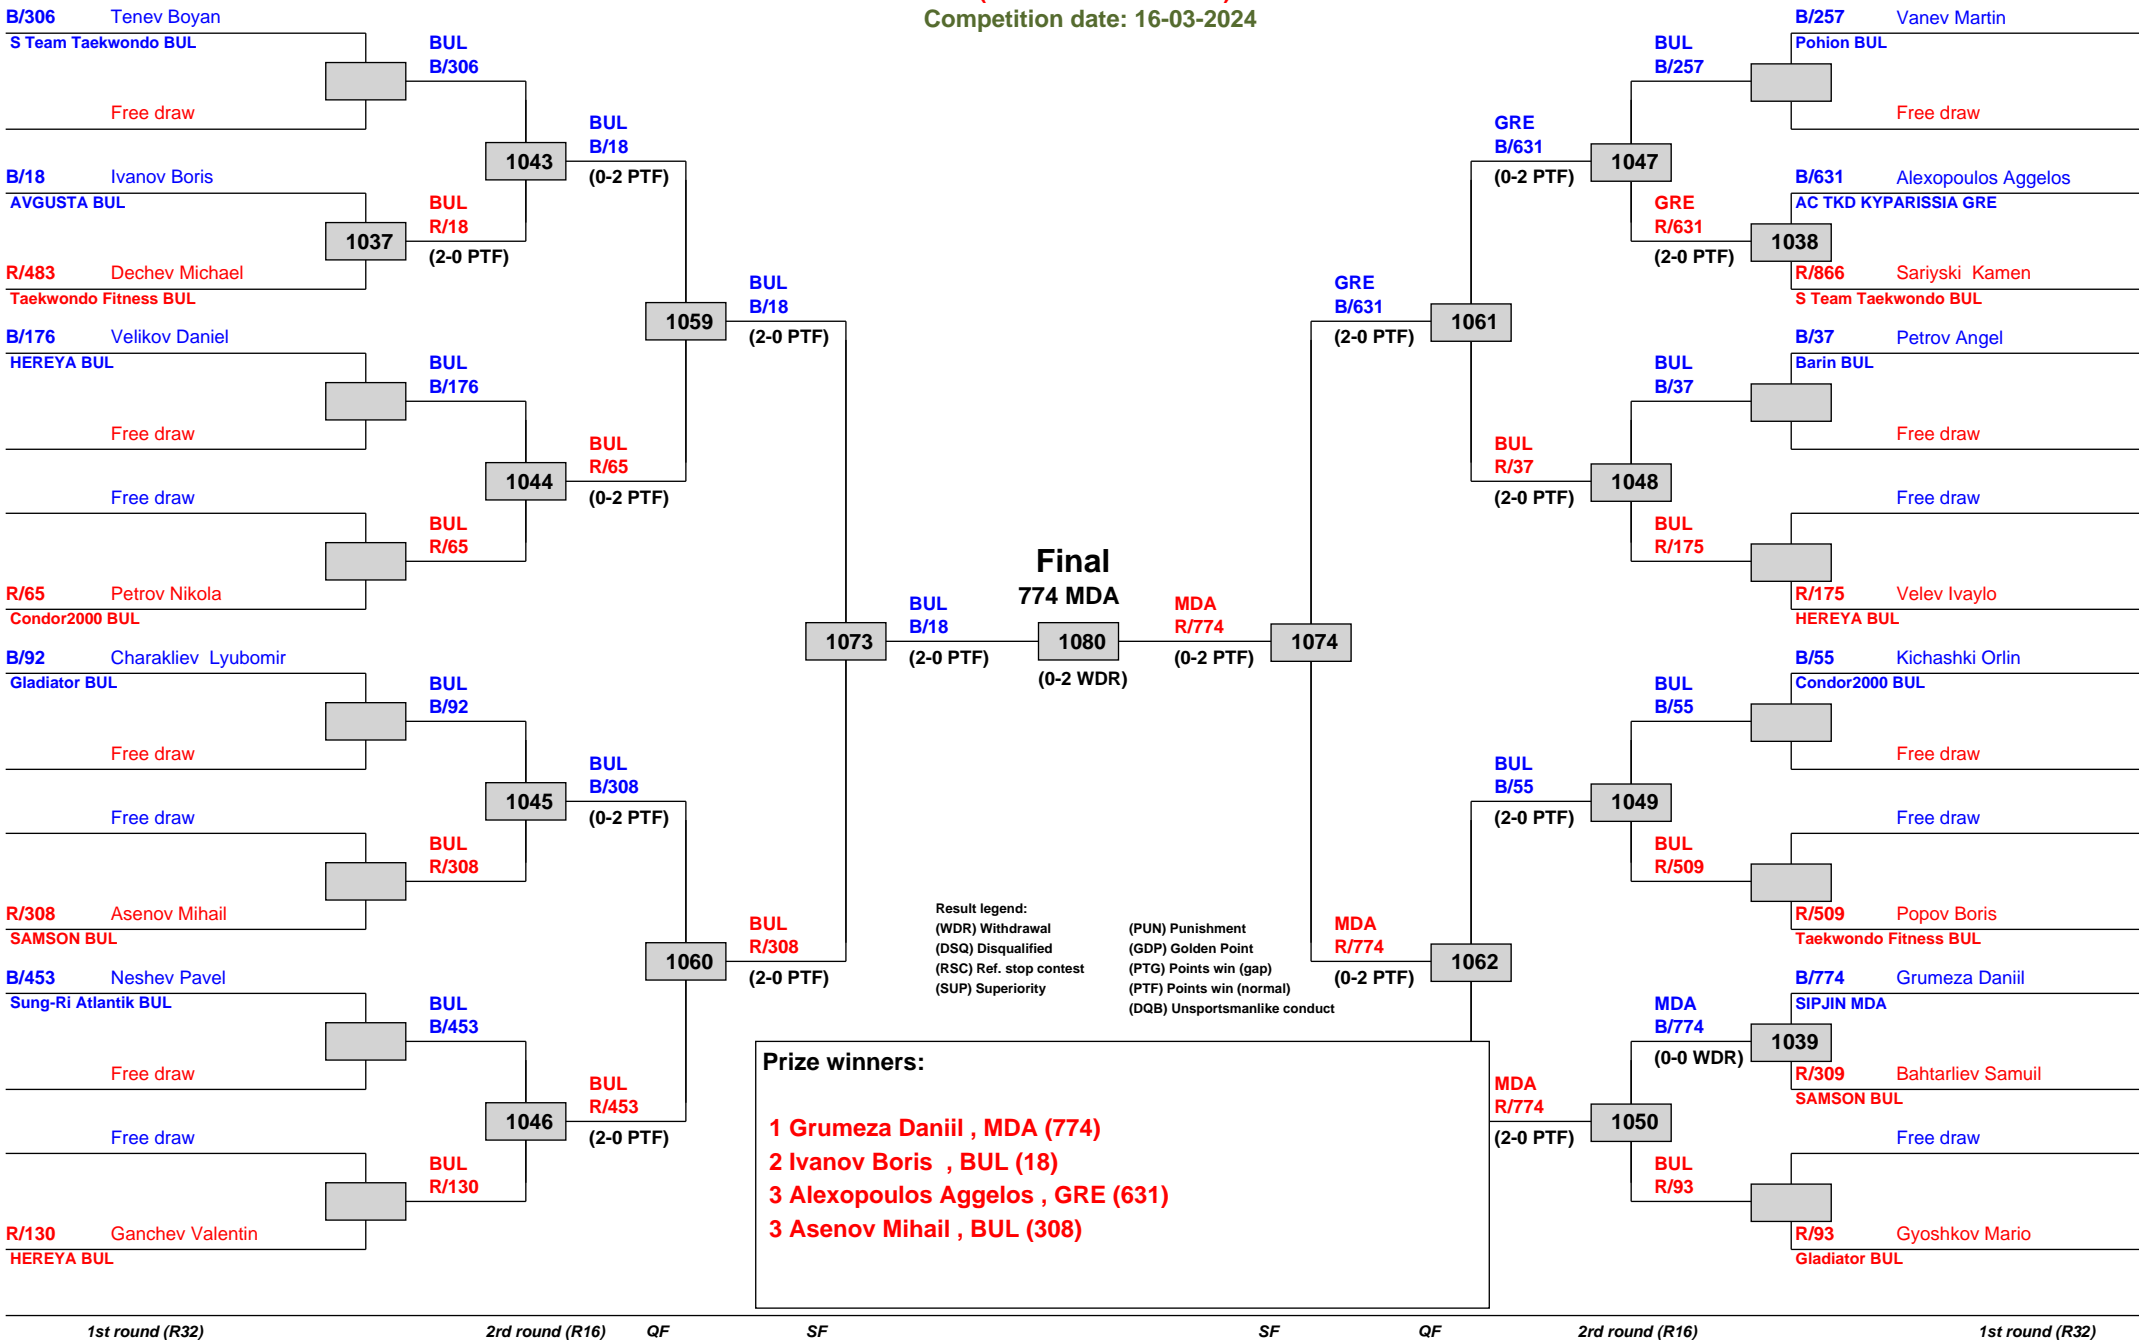 Competition date: 16-03-2024
B/306 Tenev Boyan
S Team Taekwondo BUL
Free draw
B/18 Ivanov Boris
AVGUSTA BUL
1037
R/483 Dechev Michael
Taekwondo Fitness BUL
B/176 Velikov Daniel
HEREYA BUL
Free draw
Free draw
R/65 Petrov Nikola
Condor2000 BUL
B/92 Charakliev Lyubomir
Gladiator BUL
Free draw
Free draw
R/308 Asenov Mihail
SAMSON BUL
B/453 Neshev Pavel
Sung-Ri Atlantik BUL
Free draw
Free draw
R/130 Ganchev Valentin
HEREYA BUL
BUL
B/306
1043
BUL
R/18
(2-0 PTF)
BUL
B/176
1044
BUL
R/65
BUL
B/92
1045
BUL
R/308
BUL
B/453
1046
BUL
R/130
BUL
B/18
(0-2 PTF)
1059
BUL
R/65
(0-2 PTF)
BUL
B/308
(0-2 PTF)
1060
BUL
R/453
(2-0 PTF)
BUL
B/18
(2-0 PTF)
1073
BUL
R/308
(2-0 PTF)
BUL
B/18
(2-0 PTF)
Final
774 MDA
1080
(0-2 WDR)
MDA
R/774
(0-2 PTF)
GRE
B/631
(2-0 PTF)
1074
MDA
R/774
(0-2 PTF)
GRE
B/631
(0-2 PTF)
1061
BUL
R/37
(2-0 PTF)
BUL
B/55
(2-0 PTF)
1062
MDA
R/774
(2-0 PTF)
BUL
B/257
1047
GRE
R/631
(2-0 PTF)
BUL
B/37
1048
BUL
R/175
BUL
B/55
1049
BUL
R/509
MDA
B/774
(0-0 WDR)
1050
BUL
R/93
B/257 Vanev Martin
Pohion BUL
Free draw
B/631 Alexopoulos Aggelos
AC TKD KYPARISSIA GRE
1038
R/866 Sariyski Kamen
S Team Taekwondo BUL
B/37 Petrov Angel
Barin BUL
Free draw
Free draw
R/175 Velev Ivaylo
HEREYA BUL
B/55 Kichashki Orlin
Condor2000 BUL
Free draw
Free draw
R/509 Popov Boris
Taekwondo Fitness BUL
B/774 Grumeza Daniil
SIPJIN MDA
1039
R/309 Bahtarliev Samuil
SAMSON BUL
Free draw
R/93 Gyoshkov Mario
Gladiator BUL
Result legend:
(WDR) Withdrawal (PUN) Punishment
(DSQ) Disqualified (GDP) Golden Point
(RSC) Ref. stop contest (PTG) Points win (gap)
(SUP) Superiority (PTF) Points win (normal)
(DQB) Unsportsmanlike conduct
Prize winners:
1 Grumeza Daniil , MDA (774)
2 Ivanov Boris , BUL (18)
3 Alexopoulos Aggelos , GRE (631)
3 Asenov Mihail , BUL (308)
1st round (R32) 2rd round (R16) QF SF SF QF 2rd round (R16) 1st round (R32)